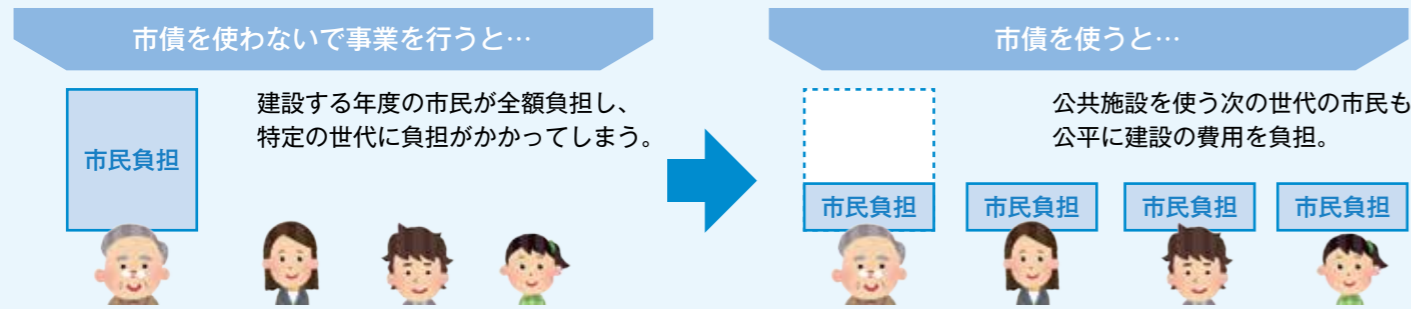 市債を使わないで事業を行うと…
建設する年度の市民が全額負担し、
特定の世代に負担がかかってしまう。
市民負担
市債を使うと…
公共施設を使う次の世代の市民も
公平に建設の費用を負担。
市民負担
市民負担
市民負担
市民負担